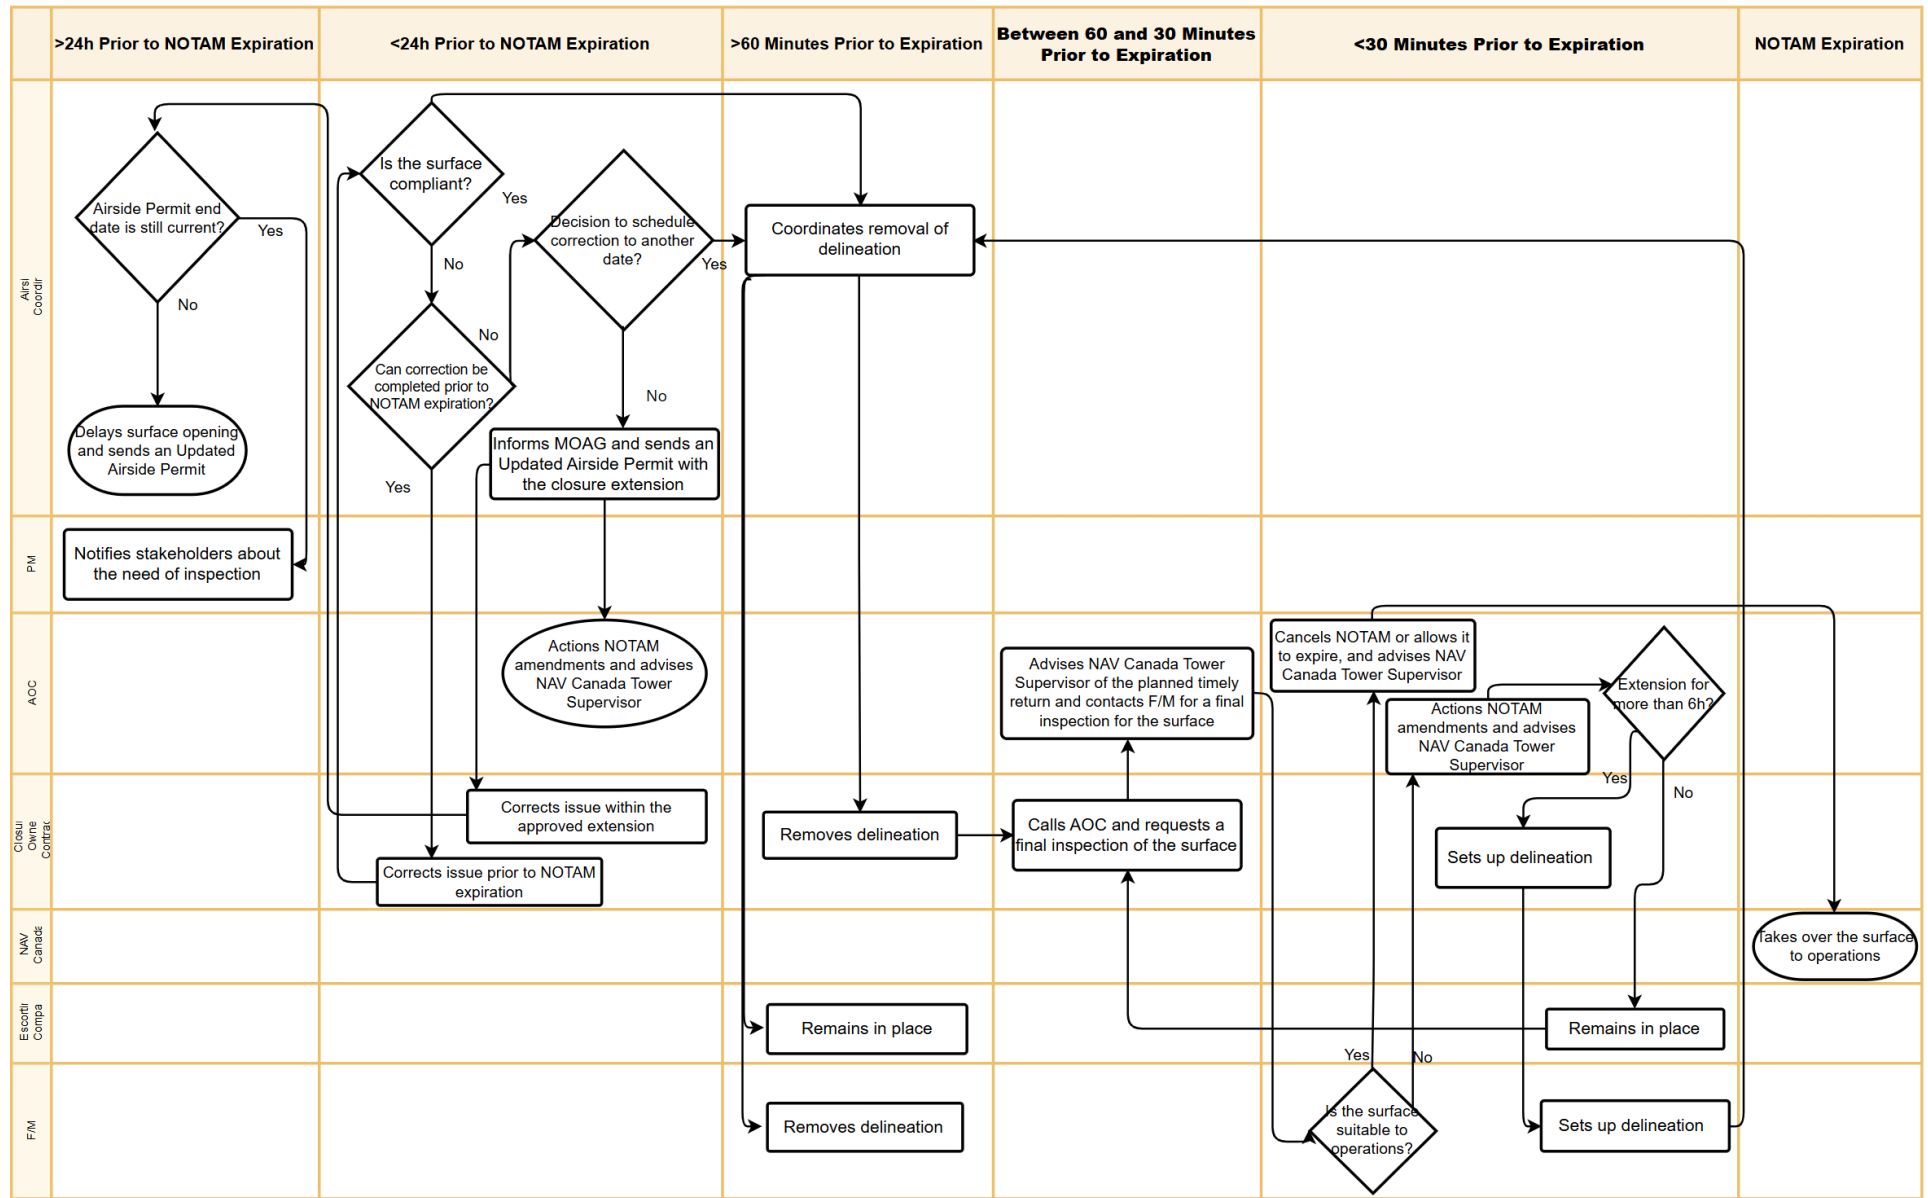 >24h Prior to NOTAM Expiration
<24h Prior to NOTAM Expiration
>60 Minutes Prior to Expiration
Between 60 and 30 Minutes
Prior to Expiration
<30 Minutes Prior to Expiration
NOTAM Expiration
Airsi
Coordir
Airside Permit end
date is still current?
Yes
No
Delays surface opening
and sends an Updated
Airside Permit
Is the surface
compliant?
Yes
No
Can correction be
completed prior to
NOTAM expiration?
No
Yes
Decision to schedule
correction to another
date?
Yes
No
Informs MOAG and sends an
Updated Airside Permit with
the closure extension
Coordinates removal of
delineation
PM
Notifies stakeholders about
the need of inspection
AOC
Actions NOTAM
amendments and advises
NAV Canada Tower
Supervisor
Advises NAV Canada Tower
Supervisor of the planned timely
return and contacts F/M for a final
inspection for the surface
Cancels NOTAM or allows it
to expire, and advises NAV
Canada Tower Supervisor
Actions NOTAM
amendments and advises
NAV Canada Tower
Supervisor
Extension for
more than 6h?
Yes
No
Closui
Owne
Contrac
Corrects issue within the
approved extension
Corrects issue prior to NOTAM
expiration
Removes delineation
Calls AOC and requests a
final inspection of the surface
Sets up delineation
NAV
Canada
Takes over the surface
to operations
Escortir
Compa
Remains in place
Remains in place
F/M
Removes delineation
Yes
No
Is the surface
suitable to
operations?
Sets up delineation